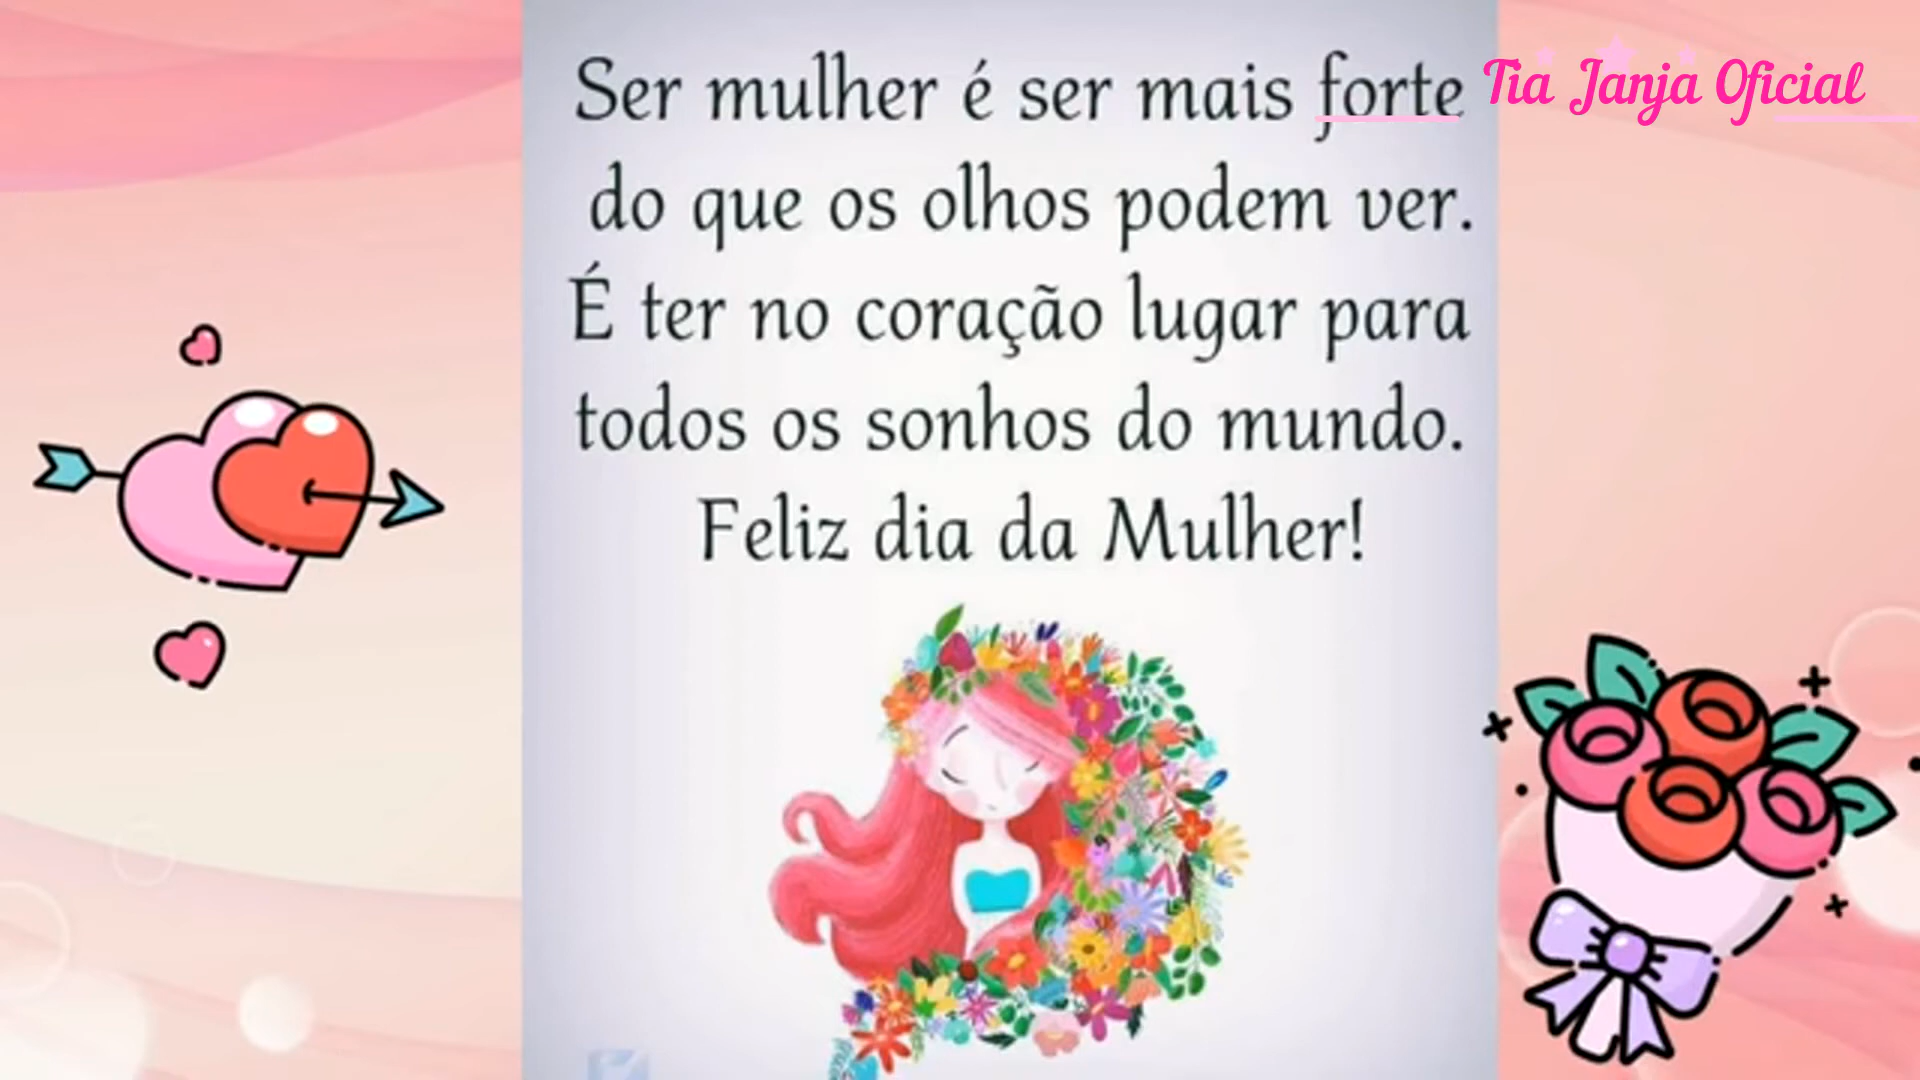 Ser mulher é ser mais forte
do que os olhos podem ver.
É ter no coração lugar para
todos os sonhos do mundo.
Feliz dia da Mulher!
Tia Janja Oficial